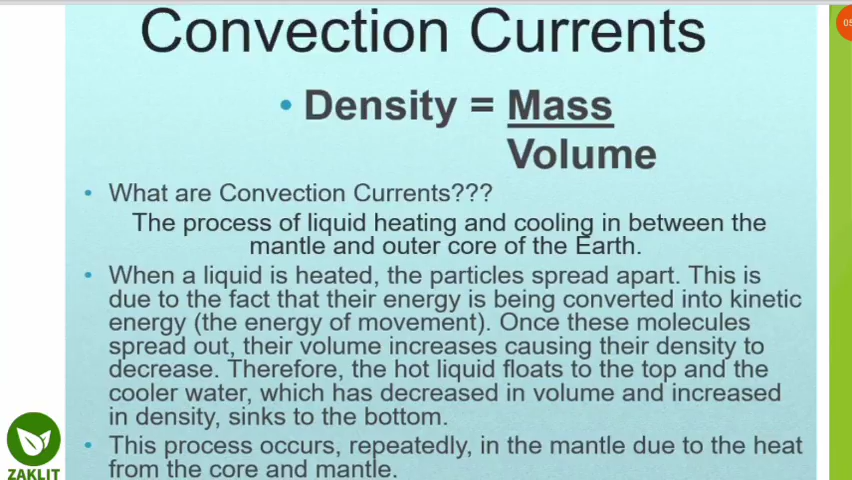 Convection Currents
• Density = Mass
Volume
• What are Convection Currents???
The process of liquid heating and cooling in between the
mantle and outer core of the Earth.
• When a liquid is heated, the particles spread apart. This is
due to the fact that their energy is being converted into kinetic
energy (the energy of movement). Once these molecules
spread out, their volume increases causing their density to
decrease. Therefore, the hot liquid floats to the top and the
cooler water, which has decreased in volume and increased
in density, sinks to the bottom.
• This process occurs, repeatedly, in the mantle due to the heat
from the core and mantle.
ZAKLIT